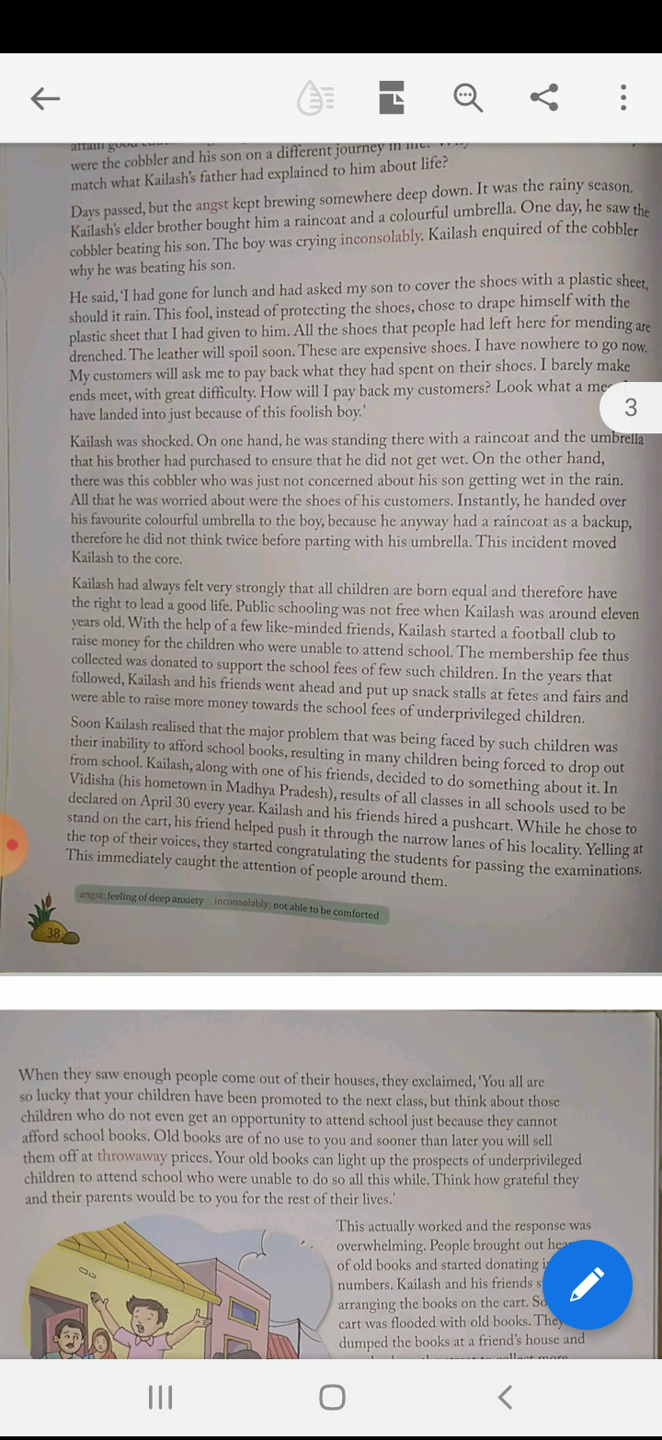 were the cobbler and his son on a different journey in
match what Kailash's father had explained to him about life?
Days passed, but the angst kept brewing somewhere deep down. It was the rainy season.
Kailash's elder brother bought him a raincoat and a colourful umbrella. One day, he saw the
cobbler beating his son. The boy was crying inconsolably. Kailash enquired of the cobbler
why he was beating his son.
He said, 'I had gone for lunch and had asked my son to cover the shoes with a plastic sheet,
should it rain. This fool, instead of protecting the shoes, chose to drape himself with the
plastic sheet that I had given to him. All the shoes that people had left here for mending are
drenched. The leather will spoil soon. These are expensive shoes. I have nowhere to go now.
My customers will ask me to pay back what they had spent on their shoes. I barely make
ends meet, with great difficulty. How will I pay back my customers? Look what a
have landed into just because of this foolish boy.'
3
Kailash was shocked. On one hand, he was standing there with a raincoat and the umbrella
that his brother had purchased to ensure that he did not get wet. On the other hand,
there was this cobbler who was just not concerned about his son getting wet in the rain.
All that he was worried about were the shoes of his customers. Instantly, he handed over
his favourite colourful umbrella to the boy, because he anyway had a raincoat as a backup,
therefore he did not think twice before parting with his umbrella. This incident moved
Kailash to the core.
Kailash had always felt very strongly that all children are born equal and therefore have
the right to lead a good life. Public schooling was not free when Kailash was around eleven
years old. With the help of a few like-minded friends, Kailash started a football club to
raise money for the children who were unable to attend school. The membership fee thus
collected was donated to support the school fees of few such children. In the years that
followed, Kailash and his friends went ahead and put up snack stalls at fetes and fairs and
were able to raise more money towards the school fees of underprivileged children.
Soon Kailash realised that the major problem that was being faced by such children was
their inability to afford school books, resulting in many children being forced to drop out
from school. Kailash, along with one of his friends, decided to do something about it. In
Vidisha (his hometown in Madhya Pradesh), results of all classes in all schools used to be
declared on April 30 every year. Kailash and his friends hired a pushcart. While he chose to
stand on the cart, his friend helped push it through the narrow lanes of his locality. Yelling at
the top of their voices, they started congratulating the students for passing the examinations.
This immediately caught the attention of people around them.
angst: feeling of deep anxiety inconsolably: not able to be comforted
38
When they saw enough people come out of their houses, they exclaimed, 'You all are
so lucky that your children have been promoted to the next class, but think about those
children who do not even get an opportunity to attend school just because they cannot
afford school books. Old books are of no use to you and sooner than later you will sell
them off at throwaway prices. Your old books can light up the prospects of underprivileged
children to attend school who were unable to do so all this while. Think how grateful they
and their parents would be to you for the rest of their lives.'
This actually worked and the response was
overwhelming. People brought out
of old books and started donating
numbers. Kailash and his friends
arranging the books on the cart.
cart was flooded with old books. They
dumped the books at a friend's house and